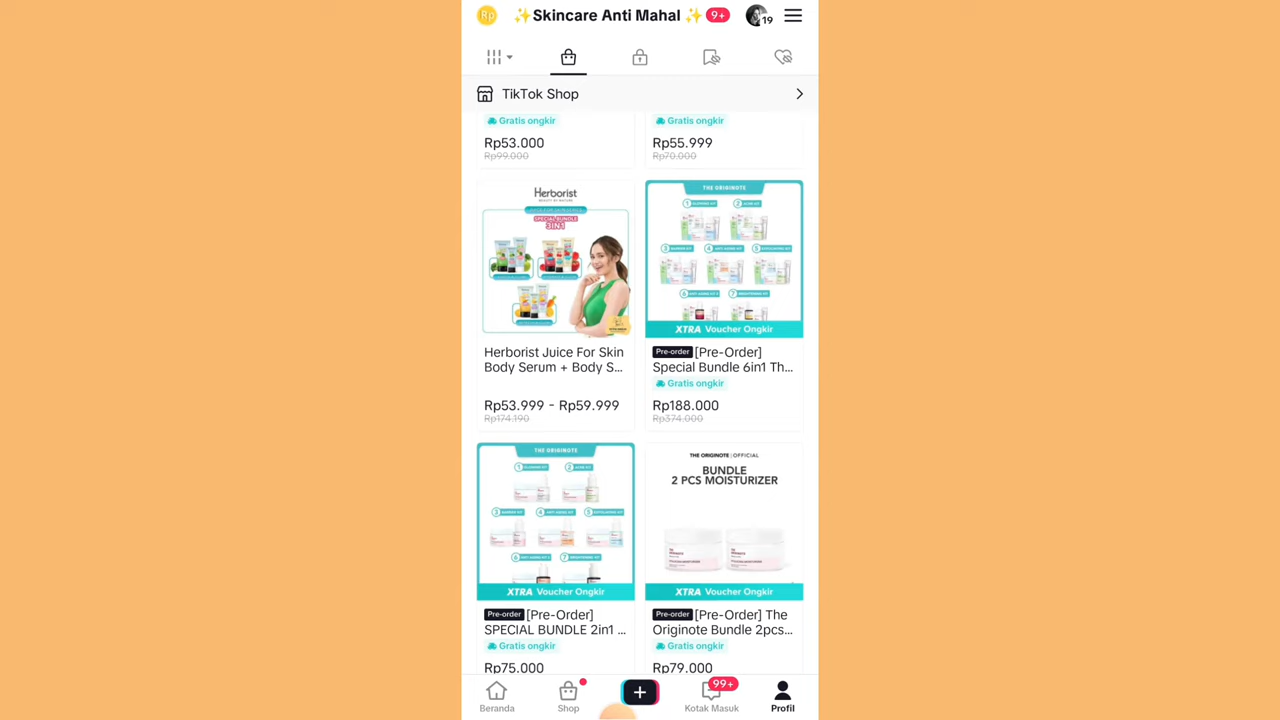 Rp
✨Skincare Anti Mahal ✨ 9+
19
TikTok Shop
Gratis ongkir
Rp53.000
Rp99.000
Gratis ongkir
Rp55.999
Rp70.000
Herborist
SPECIAL BUNDLE
3IN1
Herborist Juice For Skin
Body Serum + Body S...
Rp53.999 - Rp59.999
Rp174.190
THE ORIGINOTE
XTRA Voucher Ongkir
Pre-order [Pre-Order]
Special Bundle 6in1 Th...
Gratis ongkir
Rp188.000
Rp374.000
THE ORIGINOTE
XTRA Voucher Ongkir
Pre-order [Pre-Order]
SPECIAL BUNDLE 2in1 ...
Gratis ongkir
Rp75.000
THE ORIGINOTE | OFFICIAL
BUNDLE
2 PCS MOISTURIZER
XTRA Voucher Ongkir
Pre-order [Pre-Order] The
Originote Bundle 2pcs...
Gratis ongkir
Rp79.000
99+
Beranda
Shop
Kotak Masuk
Profil